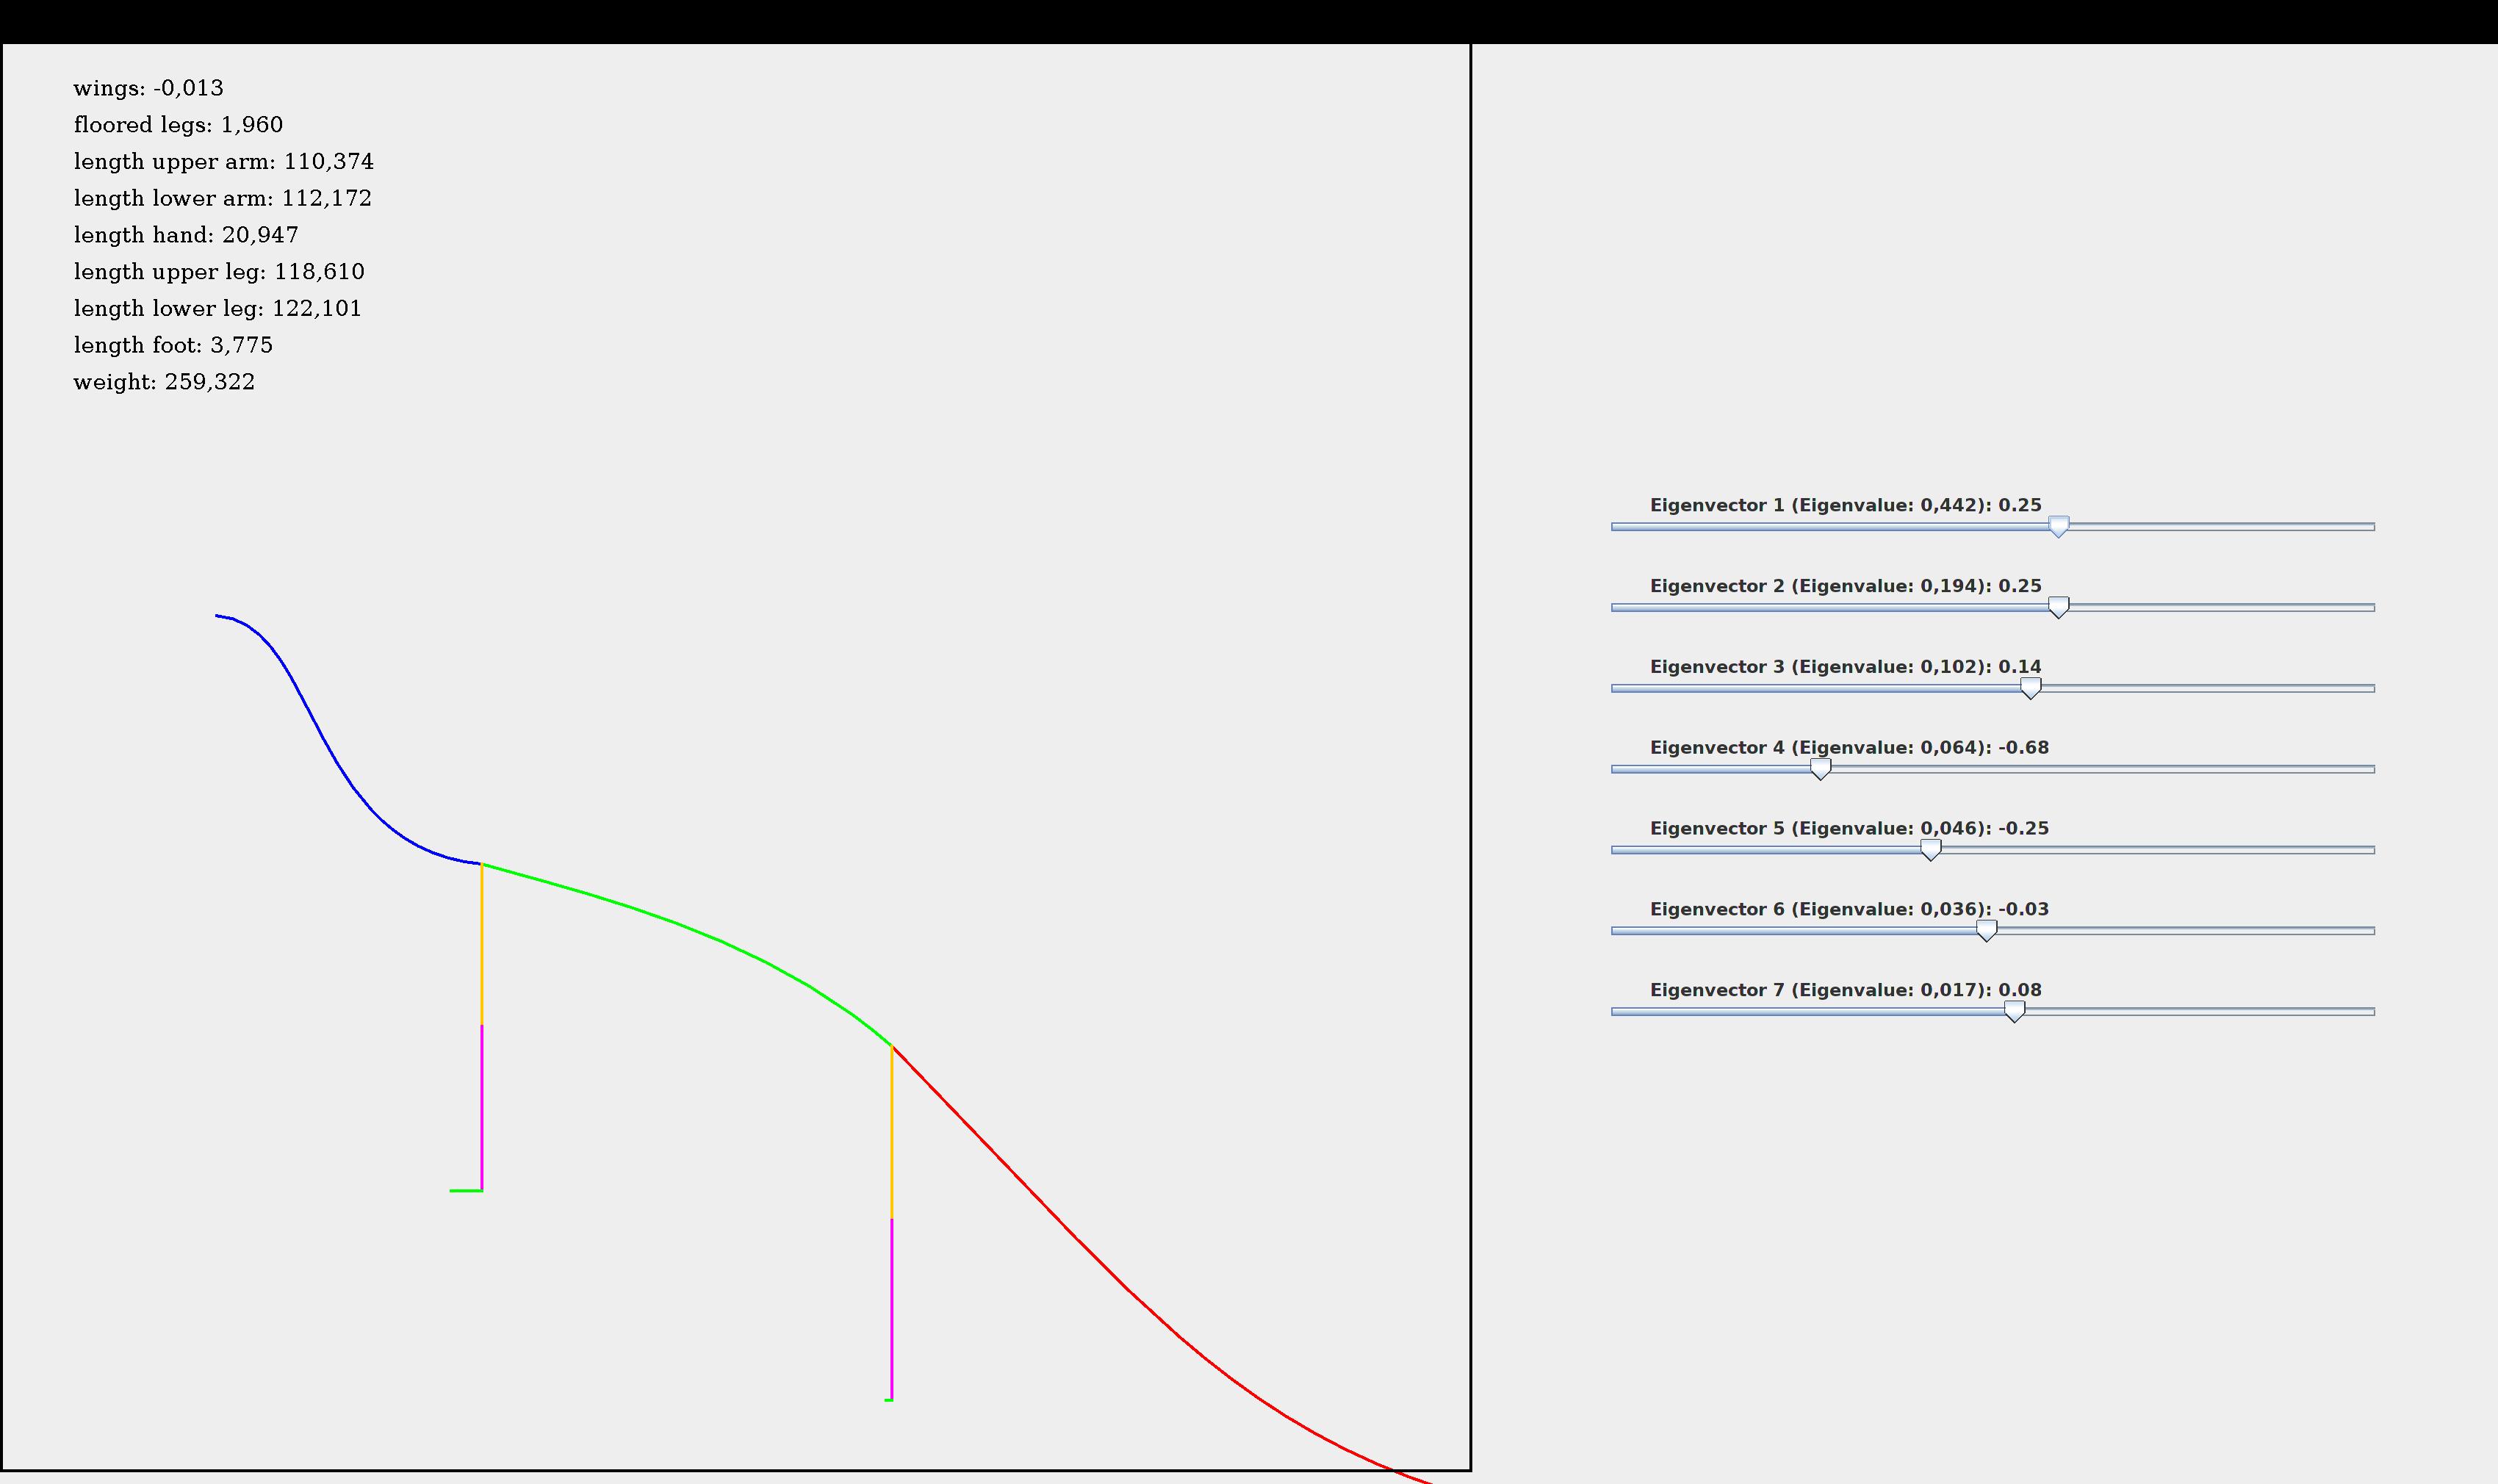 wings: -0,013
floored legs: 1,960
length upper arm: 110,374
length lower arm: 112,172
length hand: 20,947
length upper leg: 118,610
length lower leg: 122,101
length foot: 3,775
weight: 259,322
Eigenvector 1 (Eigenvalue: 0,442): 0.25
Eigenvector 2 (Eigenvalue: 0,194): 0.25
Eigenvector 3 (Eigenvalue: 0,102): 0.14
Eigenvector 4 (Eigenvalue: 0,064): -0.68
Eigenvector 5 (Eigenvalue: 0,046): -0.25
Eigenvector 6 (Eigenvalue: 0,036): -0.03
Eigenvector 7 (Eigenvalue: 0,017): 0.08